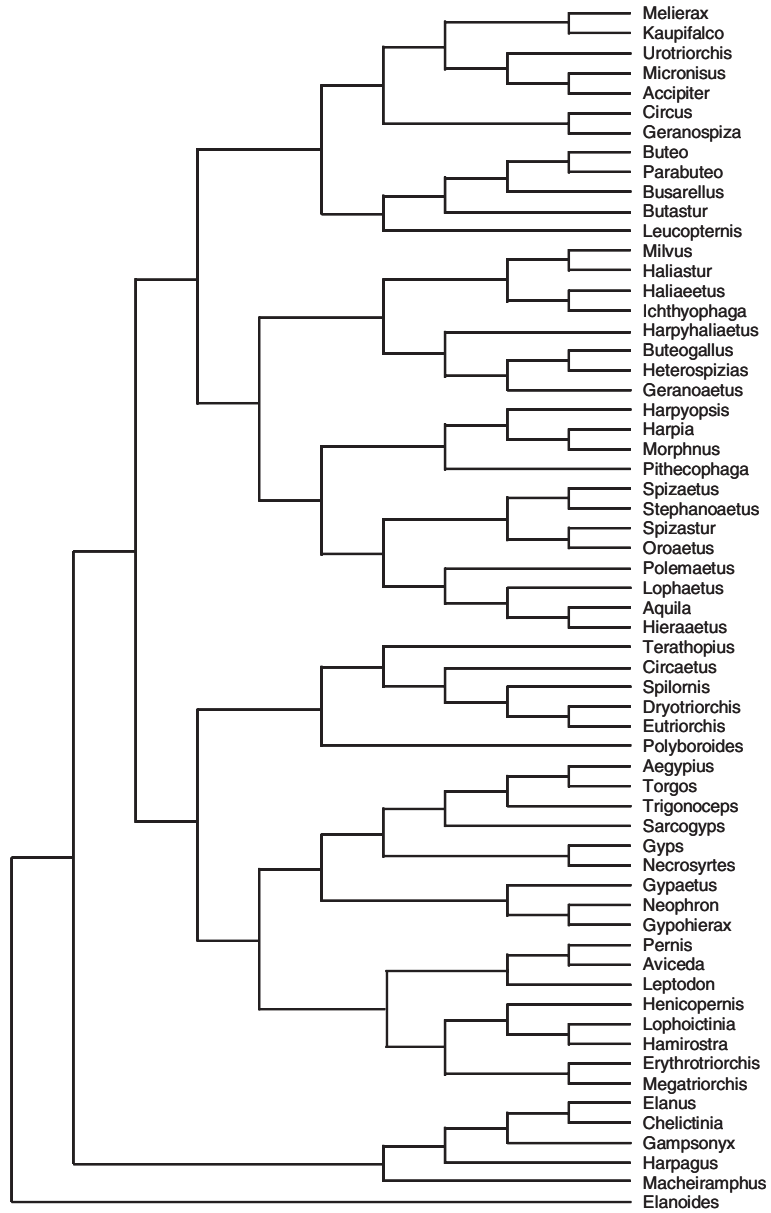 Melierax
Kaupifalco
Urotriorchis
Micronisus
Accipiter
Circus
Geranospiza
Buteo
Parabuteo
Busarellus
Butastur
Leucopternis
Milvus
Haliastur
Haliaeetus
Ichthyophaga
Harpyhaliaetus
Buteogallus
Heterospizias
Geranoaetus
Harpyopsis
Harpia
Morphnus
Pithecophaga
Spizaetus
Stephanoaetus
Spizastur
Oroaetus
Polemaetus
Lophaetus
Aquila
Hieraaetus
Terathopius
Circaetus
Spilornis
Dryotriorchis
Eutriorchis
Polyboroides
Aegypius
Torgos
Trigonoceps
Sarcogyps
Gyps
Necrosyrtes
Gypaetus
Neophron
Gypohierax
Pernis
Aviceda
Leptodon
Henicopernis
Lophoictinia
Hamirostra
Erythrotriorchis
Megatriorchis
Elanus
Chelictinia
Gampsonyx
Harpagus
Macheiramphus
Elanoides